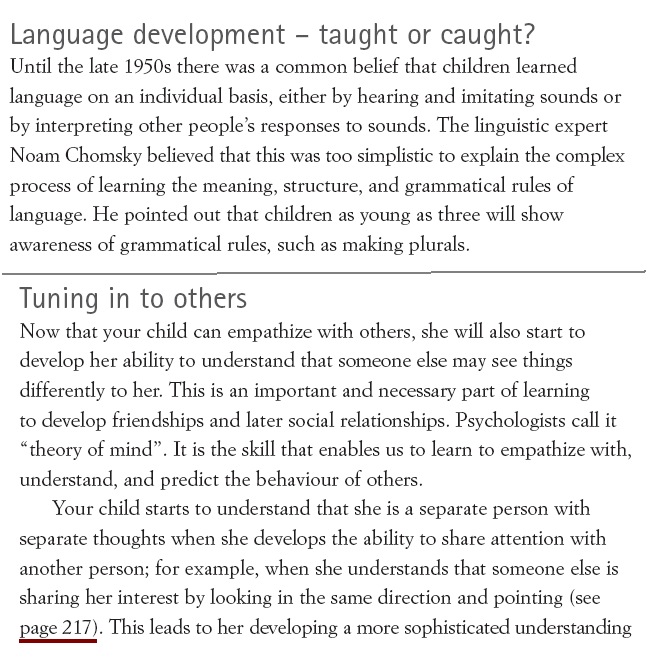 Language development – taught or caught?
Until the late 1950s there was a common belief that children learned
language on an individual basis, either by hearing and imitating sounds or
by interpreting other people’s responses to sounds. The linguistic expert
Noam Chomsky believed that this was too simplistic to explain the complex
process of learning the meaning, structure, and grammatical rules of
language. He pointed out that children as young as three will show
awareness of grammatical rules, such as making plurals.
Tuning in to others
Now that your child can empathize with others, she will also start to
develop her ability to understand that someone else may see things
differently to her. This is an important and necessary part of learning
to develop friendships and later social relationships. Psychologists call it
“theory of mind”. It is the skill that enables us to learn to empathize with,
understand, and predict the behaviour of others.
Your child starts to understand that she is a separate person with
separate thoughts when she develops the ability to share attention with
another person; for example, when she understands that someone else is
sharing her interest by looking in the same direction and pointing (see
page 217). This leads to her developing a more sophisticated understanding